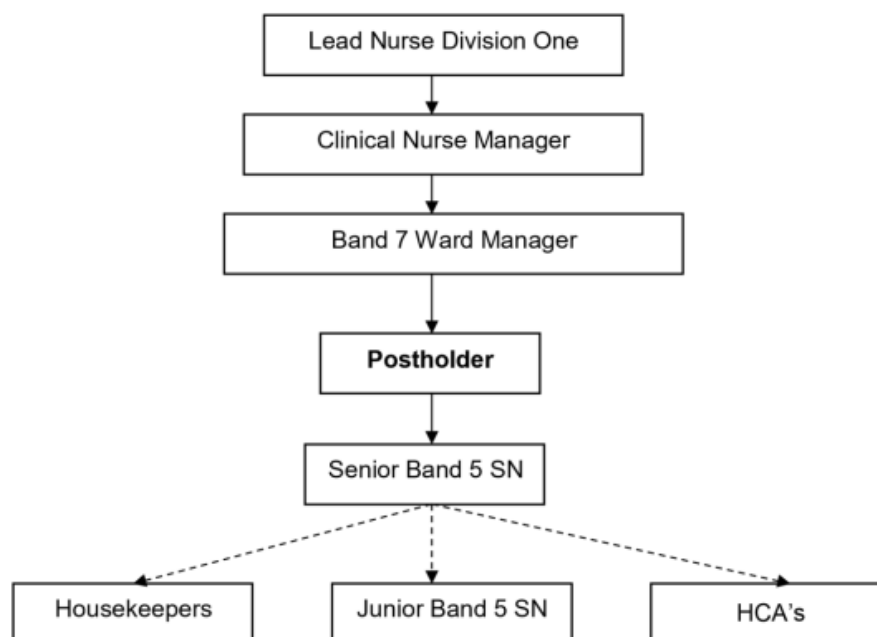 Lead Nurse Division One
Clinical Nurse Manager
Band 7 Ward Manager
Postholder
Senior Band 5 SN
Housekeepers
Junior Band 5 SN
HCA's